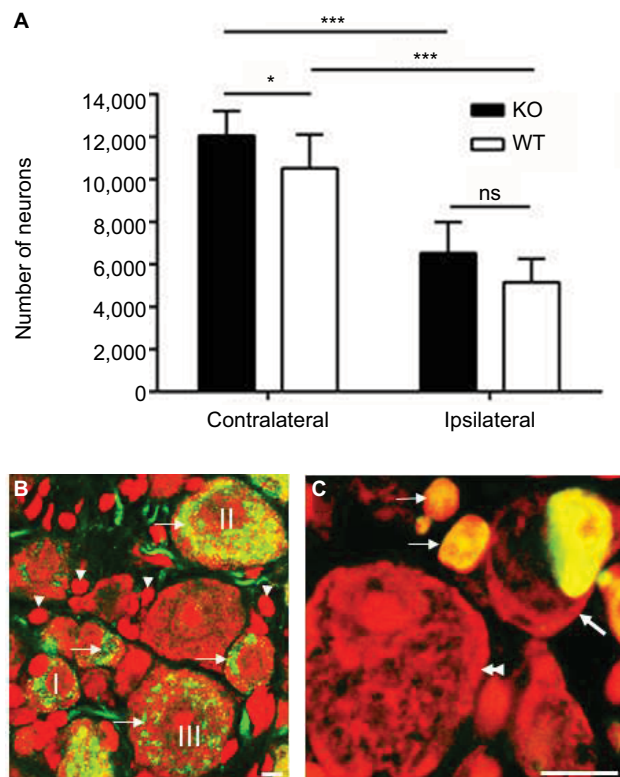 A
***
***
*
14,000
KO
12,000
WT
10,000
ns
8,000
6,000
4,000
2,000
0
Number of neurons
Contralateral
Ipsilateral
B
II
I
III
C